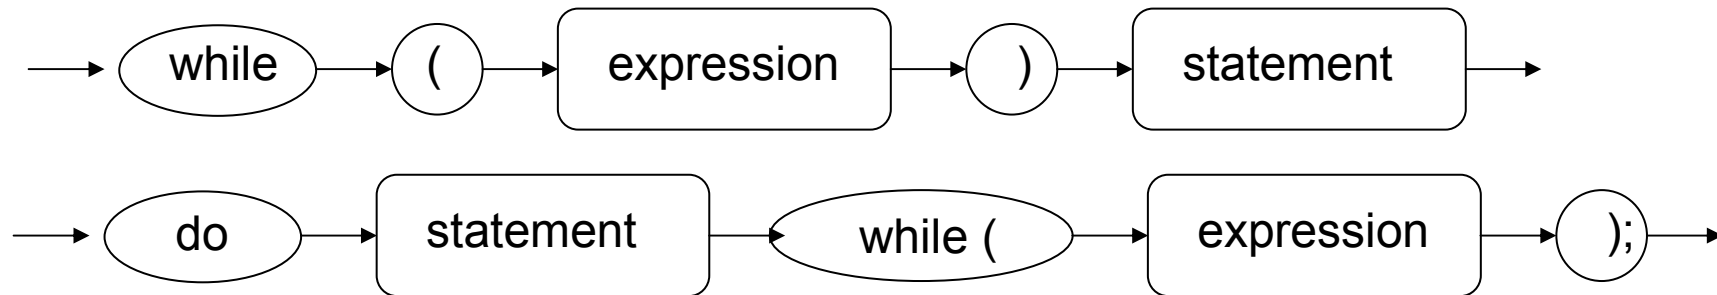 while ( expression ) statement
do statement while ( expression );